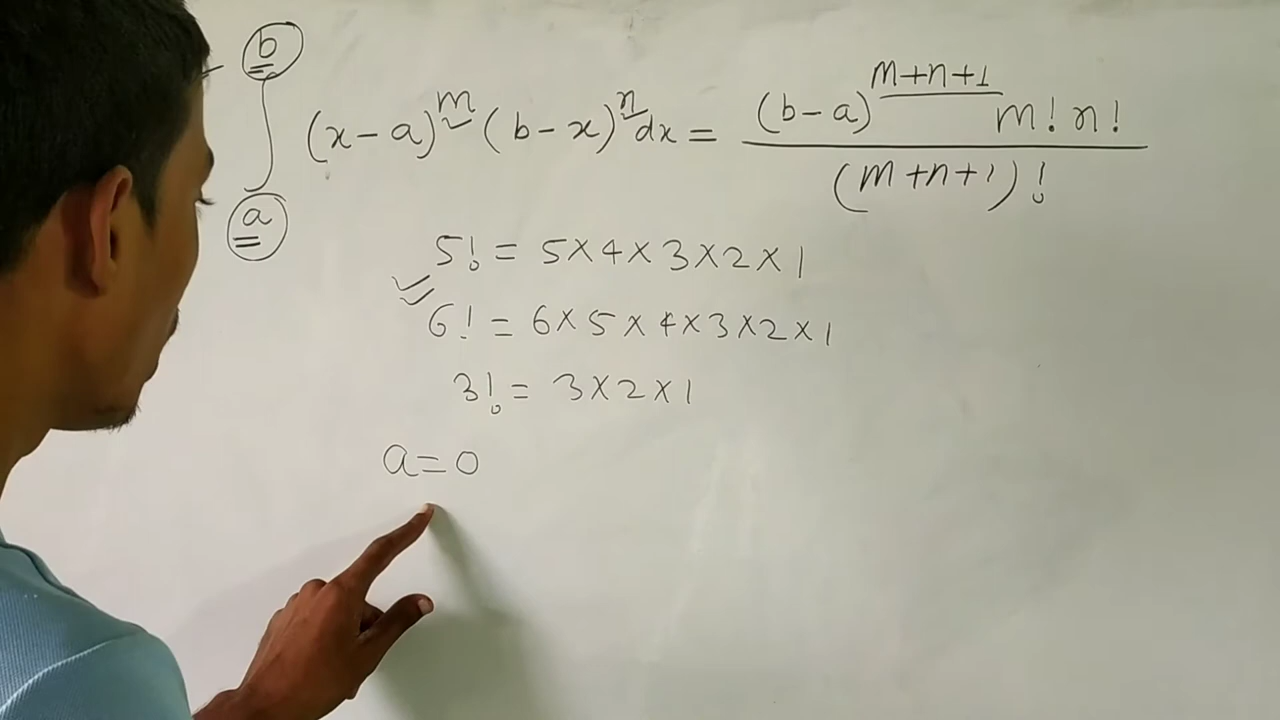 ∫_a^b (x-a)^m (b-x)^n dx = (b-a)^{m+n+1} m! n! / (m+n+1)!
5! = 5×4×3×2×1
6! = 6×5×4×3×2×1
3! = 3×2×1
a=0